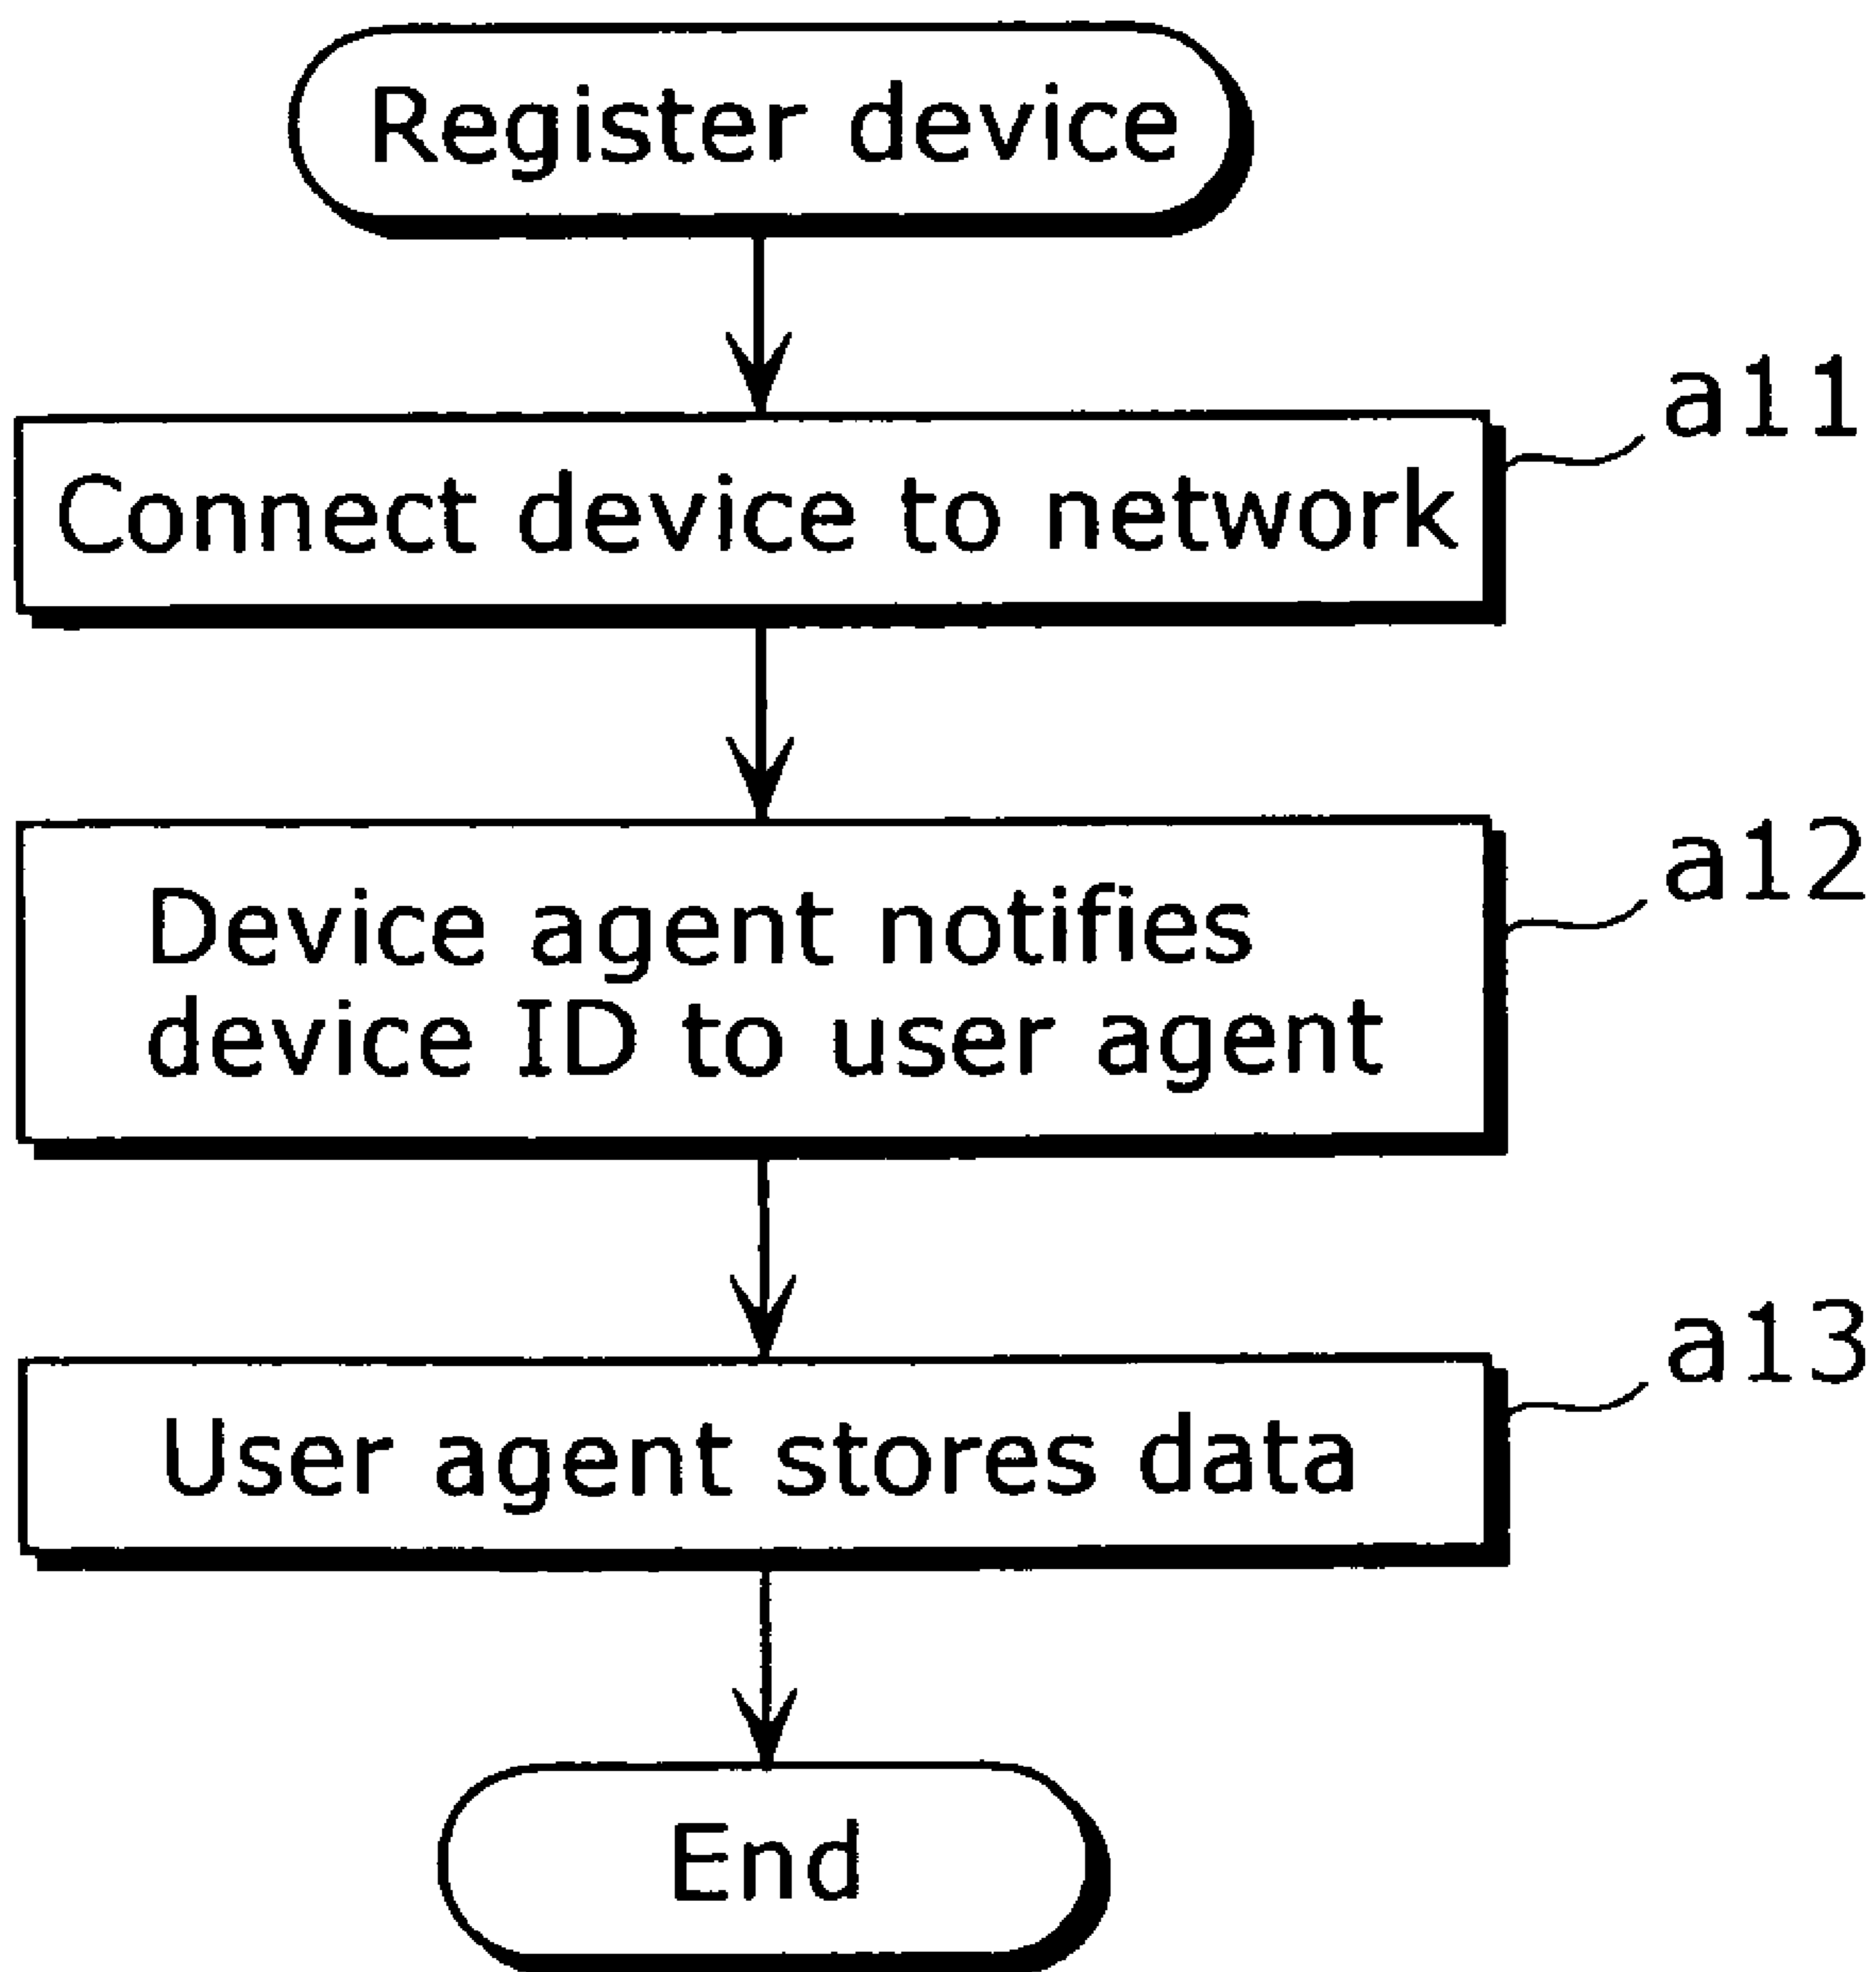 Register device
a11
Connect device to network
a12
Device agent notifies
device ID to user agent
a13
User agent stores data
End